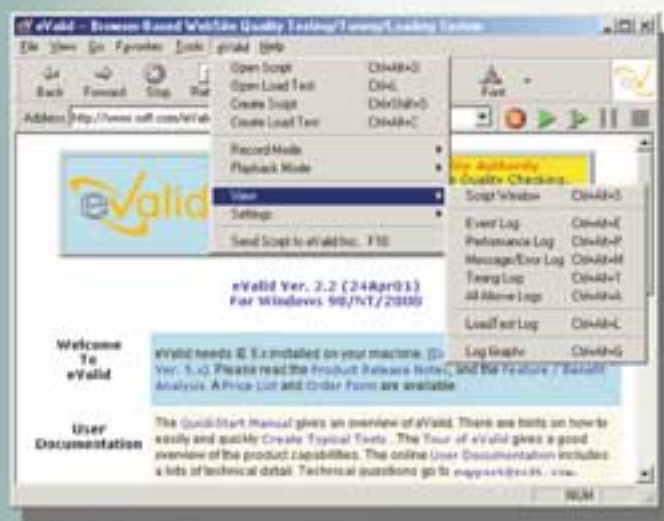 eValid -- Browser-Based WebSite Quality Testing/Tuning/Loading System
File View Go Favorites Tools eValid Help
Back Forward Stop Font
Address http://www.soft.com/eValid
Open Script Ctrl+Alt+O
Open Load Test Ctrl+L
Create Script Ctrl+Shift+S
Create Load Test Ctrl+Alt+C
Record Mode
Playback Mode
View
Settings
Send Script to eValid Inc. F10
Script Window Ctrl+Alt+S
Event Log Ctrl+Alt+E
Performance Log Ctrl+Alt+P
Message/Error Log Ctrl+Alt+M
Timing Log Ctrl+Alt+T
All Above Logs Ctrl+Alt+A
LoadTest Log Ctrl+Alt+L
Log Graphs Ctrl+Alt+G
eValid
Authority
Quality Checking.
eValid Ver. 2.2 (24Apr01)
For Windows 98/NT/2000
Welcome
To
eValid
eValid needs IE 5.x installed on your machine.
Ver. 5.x). Please read the Product Release Notes, and the Feature / Benefit
Analysis. A Price List and Order Form are available.
User
Documentation
The QuickStart Manual gives an overview of eValid. There are hints on how to
easily and quickly Create Typical Tests. The Tour of eValid gives a good
overview of the product capabilities. The online User Documentation includes
a lots of technical detail. Technical questions go to support@soft.com.
NUM